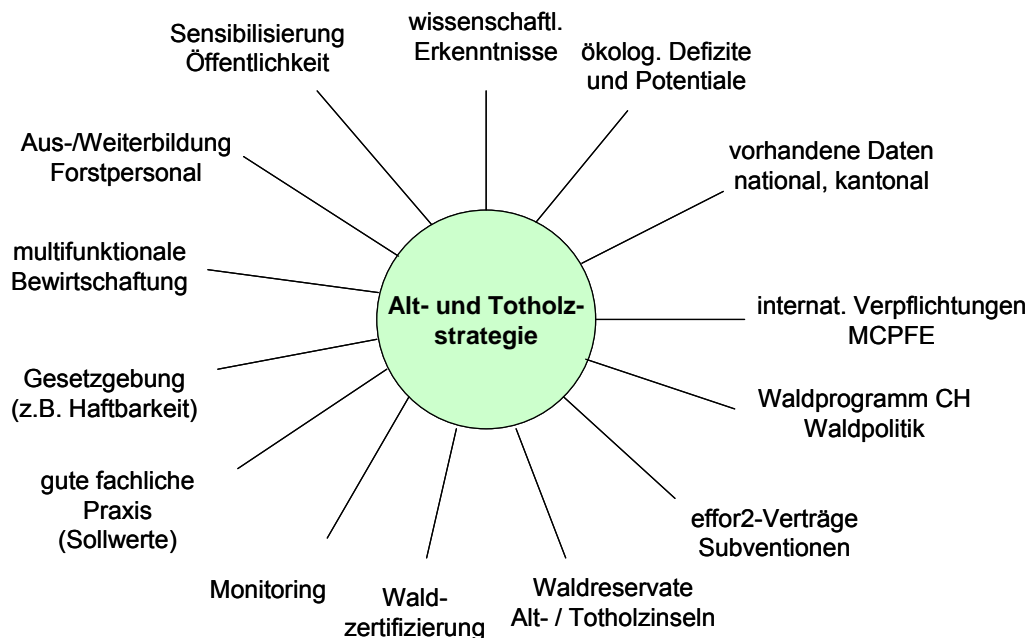 wissenschaftl.
Erkenntnisse
ökolog. Defizite
und Potentiale
vorhandene Daten
national, kantonal
internat. Verpflichtungen
MCPFE
Waldprogramm CH
Waldpolitik
effor2-Verträge
Subventionen
Waldreservate
Alt- / Totholzinseln
Wald-
zertifizierung
Monitoring
gute fachliche
Praxis
(Sollwerte)
Gesetzgebung
(z.B. Haftbarkeit)
multifunktionale
Bewirtschaftung
Aus-/Weiterbildung
Forstpersonal
Sensibilisierung
Öffentlichkeit
Alt- und Totholz-
strategie